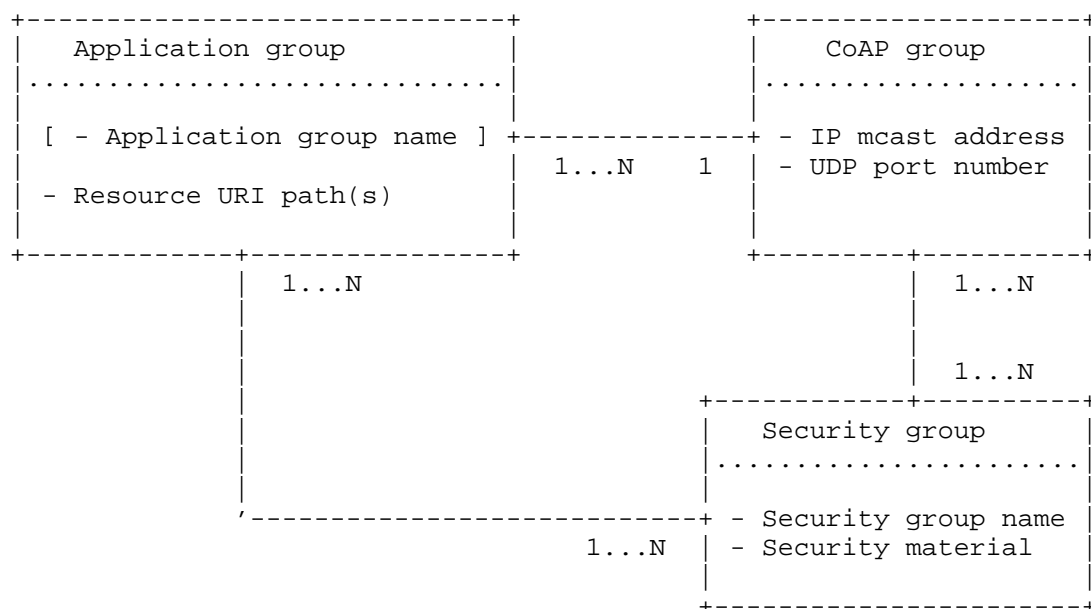 Application group
CoAP group
[ - Application group name ]
- IP mcast address
1...N 1
- UDP port number
- Resource URI path(s)
1...N
1...N
1...N
Security group
- Security group name
1...N
- Security material